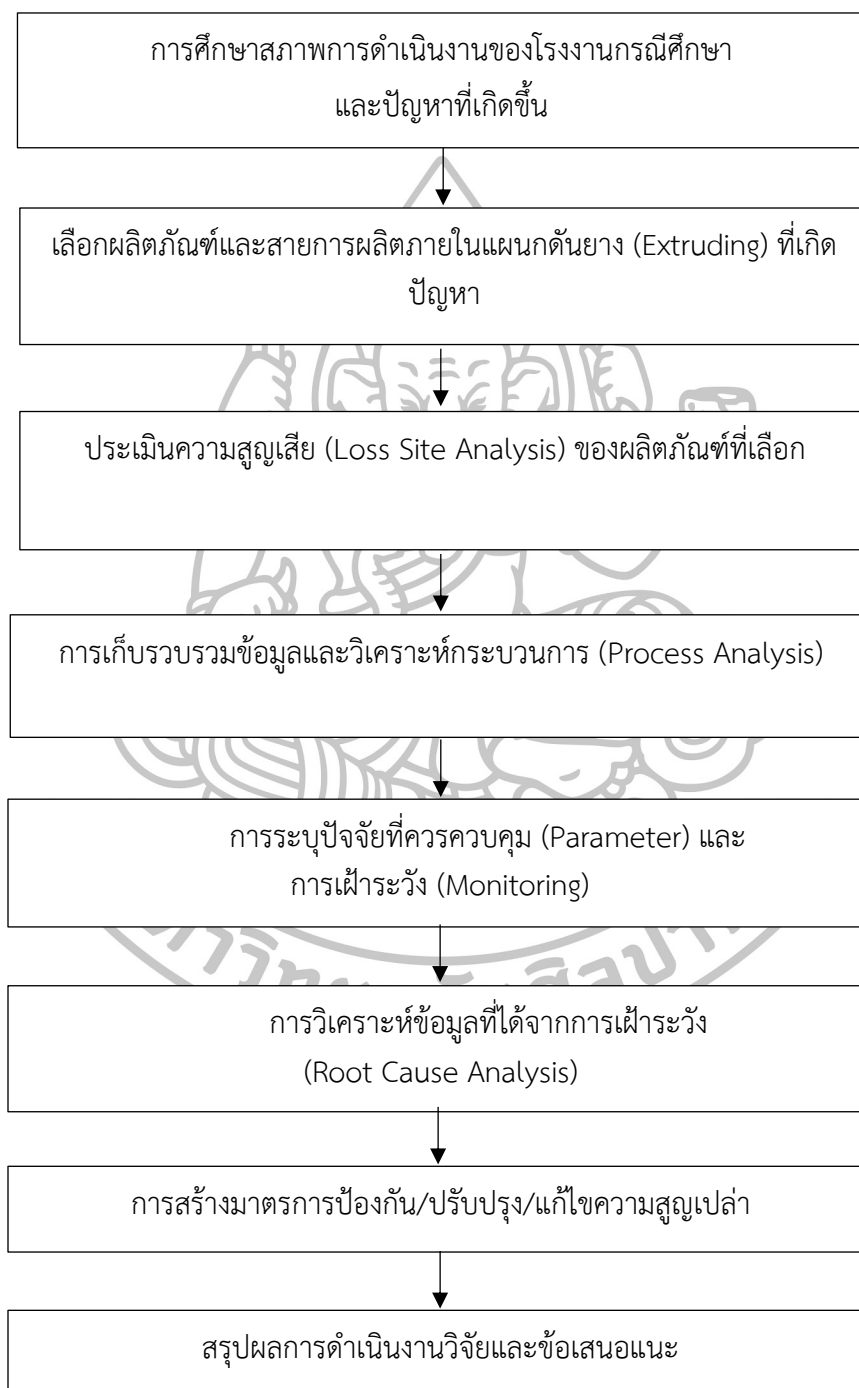 การศึกษาสภาพการดำเนินงานของโรงงานกรณีศึกษา
และปัญหาที่เกิดขึ้น
เลือกผลิตภัณฑ์และสายการผลิตภายในแผนกดันยาง (Extruding) ที่เกิด
ปัญหา
ประเมินความสูญเสีย (Loss Site Analysis) ของผลิตภัณฑ์ที่เลือก
การเก็บรวบรวมข้อมูลและวิเคราะห์กระบวนการ (Process Analysis)
การระบุปัจจัยที่ควรควบคุม (Parameter) และ
การเฝ้าระวัง (Monitoring)
การวิเคราะห์ข้อมูลที่ได้จากการเฝ้าระวัง
(Root Cause Analysis)
การสร้างมาตรการป้องกัน/ปรับปรุง/แก้ไขความสูญเปล่า
สรุปผลการดำเนินงานวิจัยและข้อเสนอแนะ